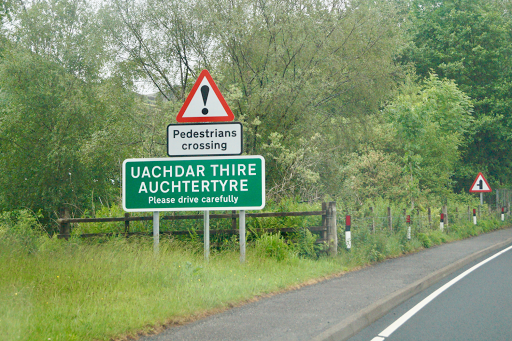 Pedestrians
crossing
UACHDAR THIRE
AUCHTERTYRE
Please drive carefully